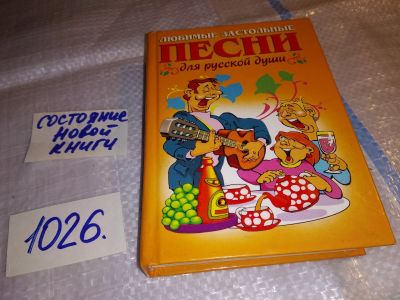 ЛЮБИМЫЕ ЗАСТОЛЬНЫЕ
ПЕСНИ
для русской души
состояние
новой
книги
1026.